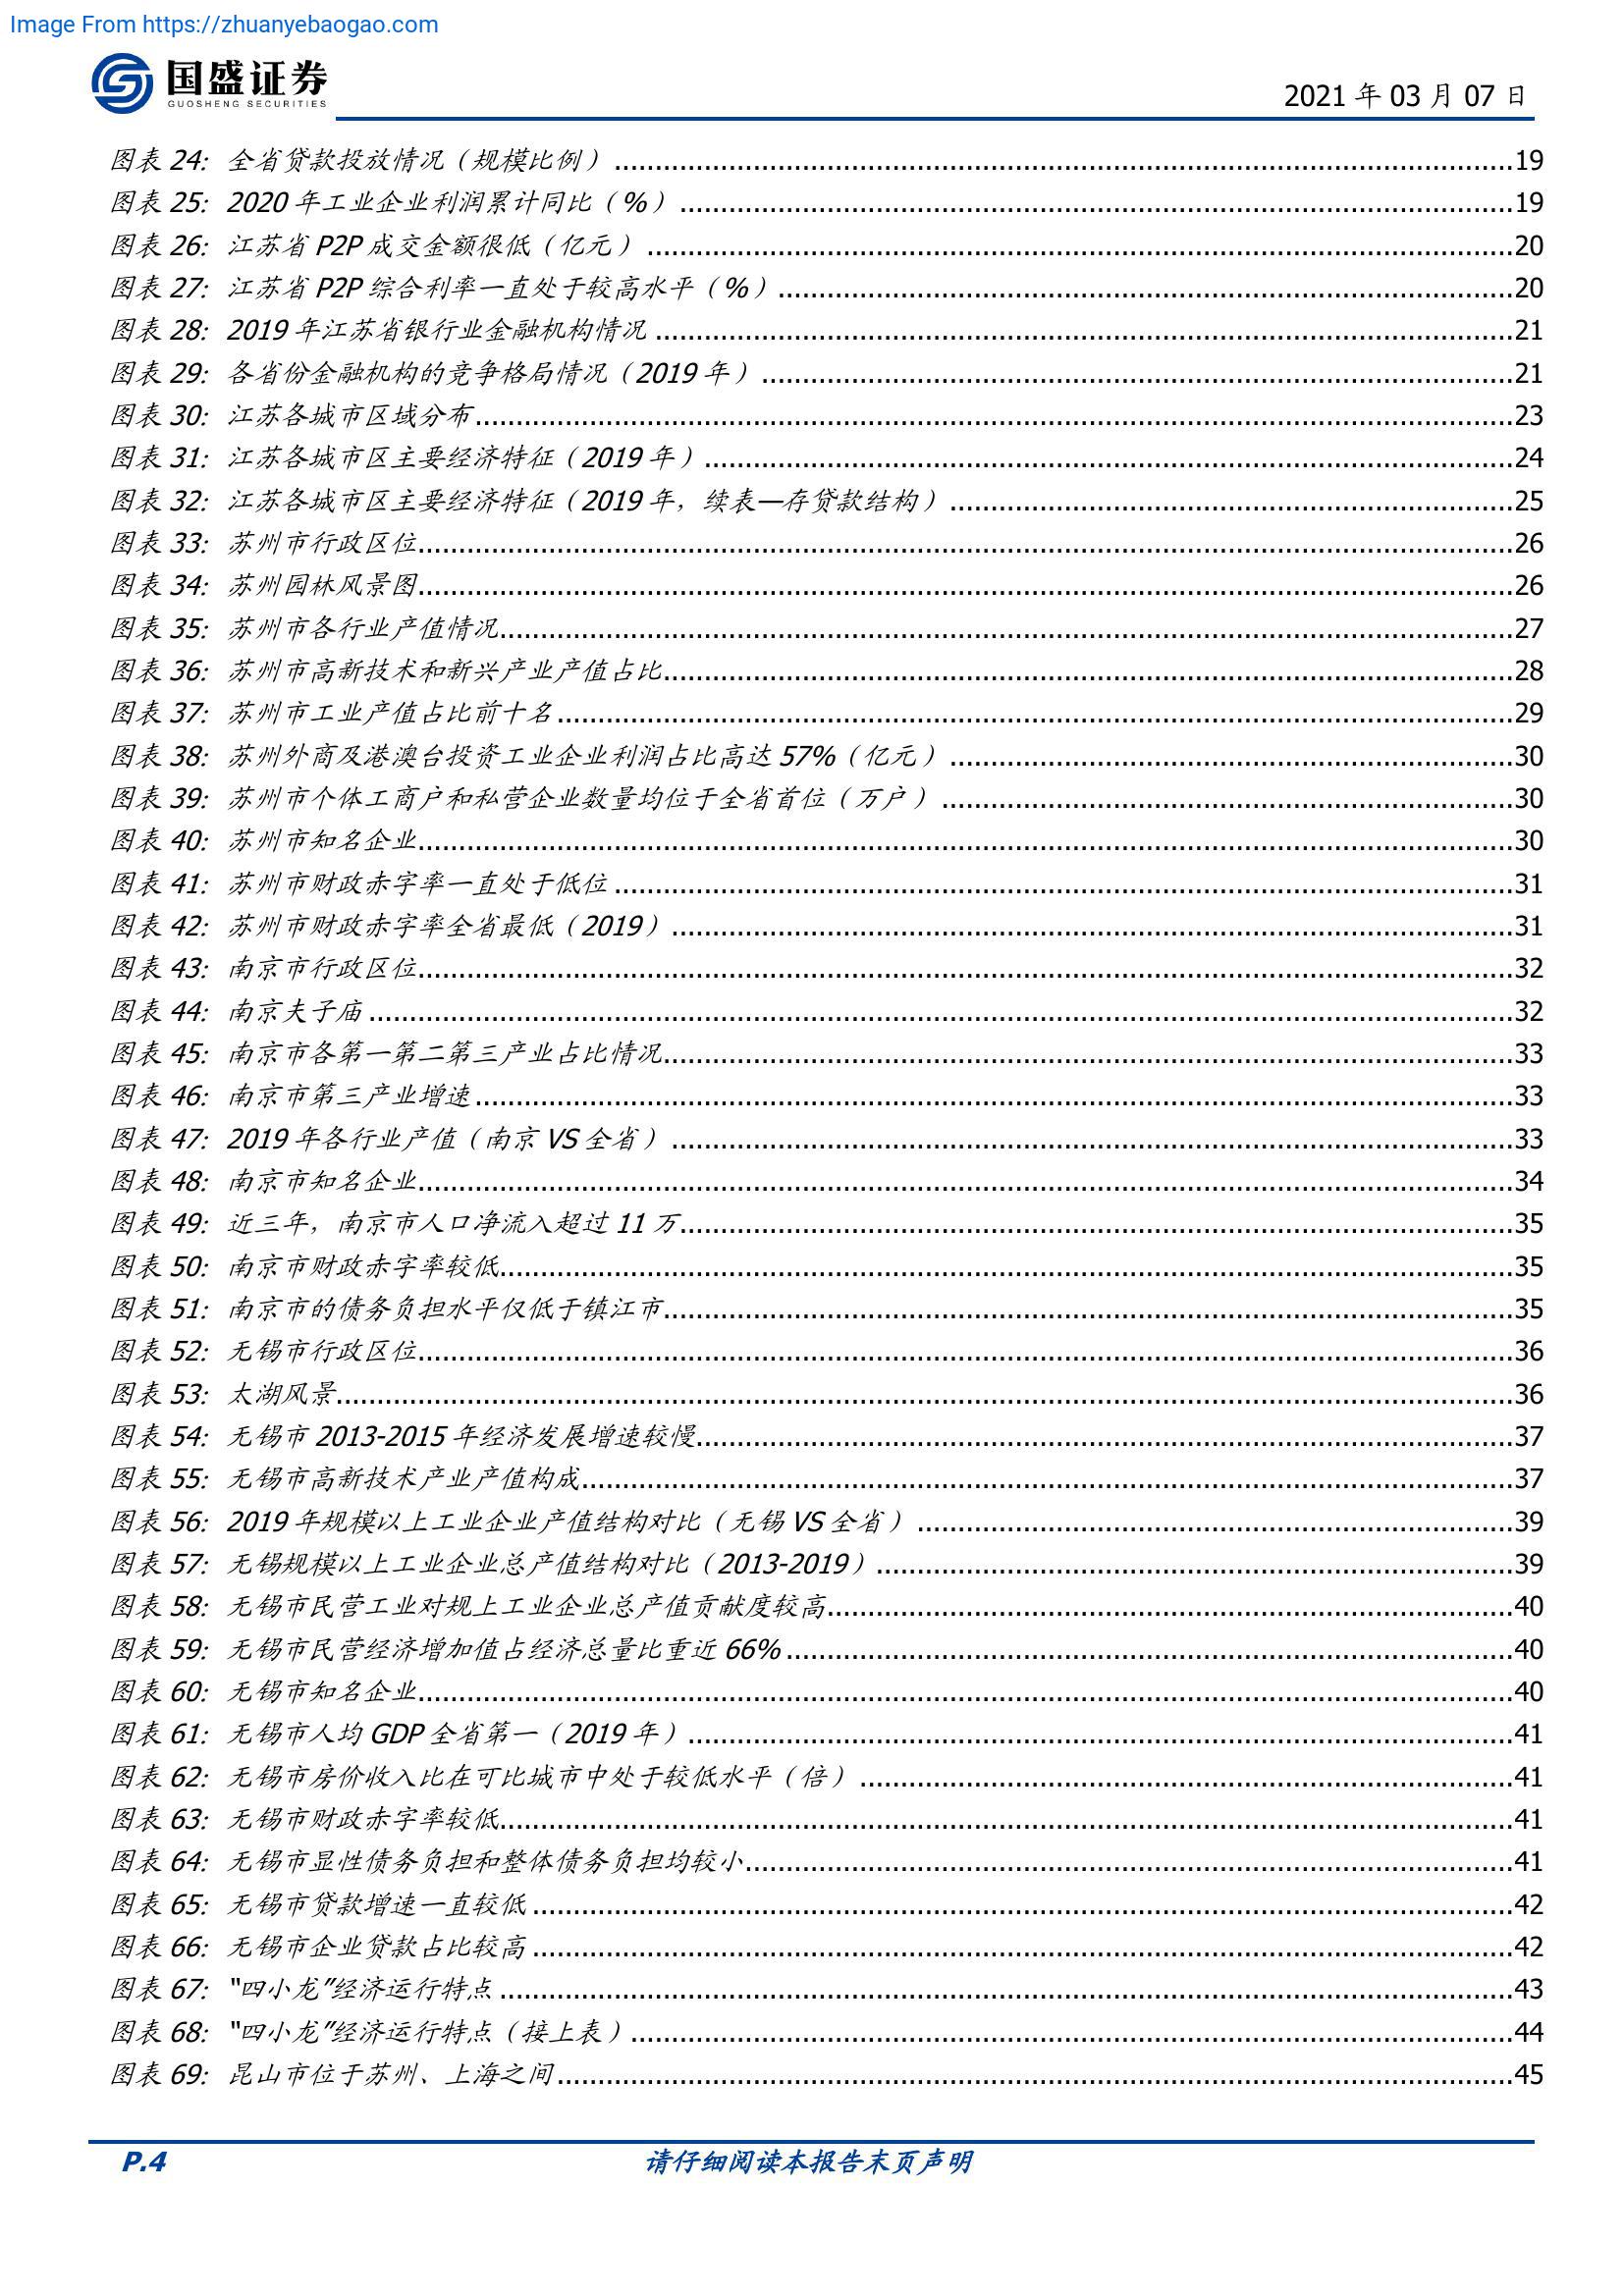 Image From https://zhuanyebaogao.com
国盛证券
GUOSHENG SECURITIES
2021 年 03 月 07 日
图表 24: 全省贷款投放情况（规模比例）...................19
图表 25: 2020 年工业企业利润累计同比（%）...................19
图表 26: 江苏省 P2P 成交金额很低（亿元）...................20
图表 27: 江苏省 P2P 综合利率一直处于较高水平（%）...................20
图表 28: 2019 年江苏省银行业金融机构情况...................21
图表 29: 各省份金融机构的竞争格局情况（2019 年）...................21
图表 30: 江苏各城市区域分布...................23
图表 31: 江苏各城市区主要经济特征（2019 年）...................24
图表 32: 江苏各城市区主要经济特征（2019 年，续表—存贷款结构）...................25
图表 33: 苏州市行政区位...................26
图表 34: 苏州园林风景图...................26
图表 35: 苏州市各行业产值情况...................27
图表 36: 苏州市高新技术和新兴产业产值占比...................28
图表 37: 苏州市工业产值占比前十名...................29
图表 38: 苏州外商及港澳台投资工业企业利润占比高达 57%（亿元）...................30
图表 39: 苏州市个体工商户和私营企业数量均位于全省首位（万户）...................30
图表 40: 苏州市知名企业...................30
图表 41: 苏州市财政赤字率一直处于低位...................31
图表 42: 苏州市财政赤字率全省最低（2019）...................31
图表 43: 南京市行政区位...................32
图表 44: 南京夫子庙...................32
图表 45: 南京市各第一第二第三产业占比情况...................33
图表 46: 南京市第三产业增速...................33
图表 47: 2019 年各行业产值（南京 VS 全省）...................33
图表 48: 南京市知名企业...................34
图表 49: 近三年，南京市人口净流入超过 11 万...................35
图表 50: 南京市财政赤字率较低...................35
图表 51: 南京市的债务负担水平仅低于镇江市...................35
图表 52: 无锡市行政区位...................36
图表 53: 太湖风景...................36
图表 54: 无锡市 2013-2015 年经济发展增速较慢...................37
图表 55: 无锡市高新技术产业产值构成...................37
图表 56: 2019 年规模以上工业企业产值结构对比（无锡 VS 全省）...................39
图表 57: 无锡规模以上工业企业总产值结构对比（2013-2019）...................39
图表 58: 无锡市民营工业对规上工业企业总产值贡献度较高...................40
图表 59: 无锡市民营经济增加值占经济总量比重近 66%...................40
图表 60: 无锡市知名企业...................40
图表 61: 无锡市人均 GDP 全省第一（2019 年）...................41
图表 62: 无锡市房价收入比在可比城市中处于较低水平（倍）...................41
图表 63: 无锡市财政赤字率较低...................41
图表 64: 无锡市显性债务负担和整体债务负担均较小...................41
图表 65: 无锡市贷款增速一直较低...................42
图表 66: 无锡市企业贷款占比较高...................42
图表 67: "四小龙"经济运行特点...................43
图表 68: "四小龙"经济运行特点（接上表）...................44
图表 69: 昆山市位于苏州、上海之间...................45
P.4
请仔细阅读本报告末页声明